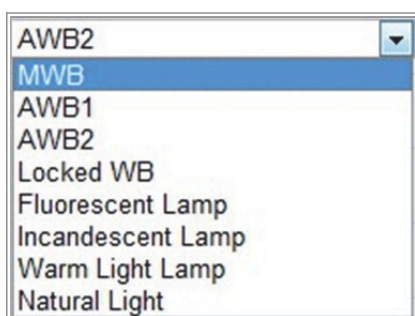 AWB2
MWB
AWB1
AWB2
Locked WB
Fluorescent Lamp
Incandescent Lamp
Warm Light Lamp
Natural Light